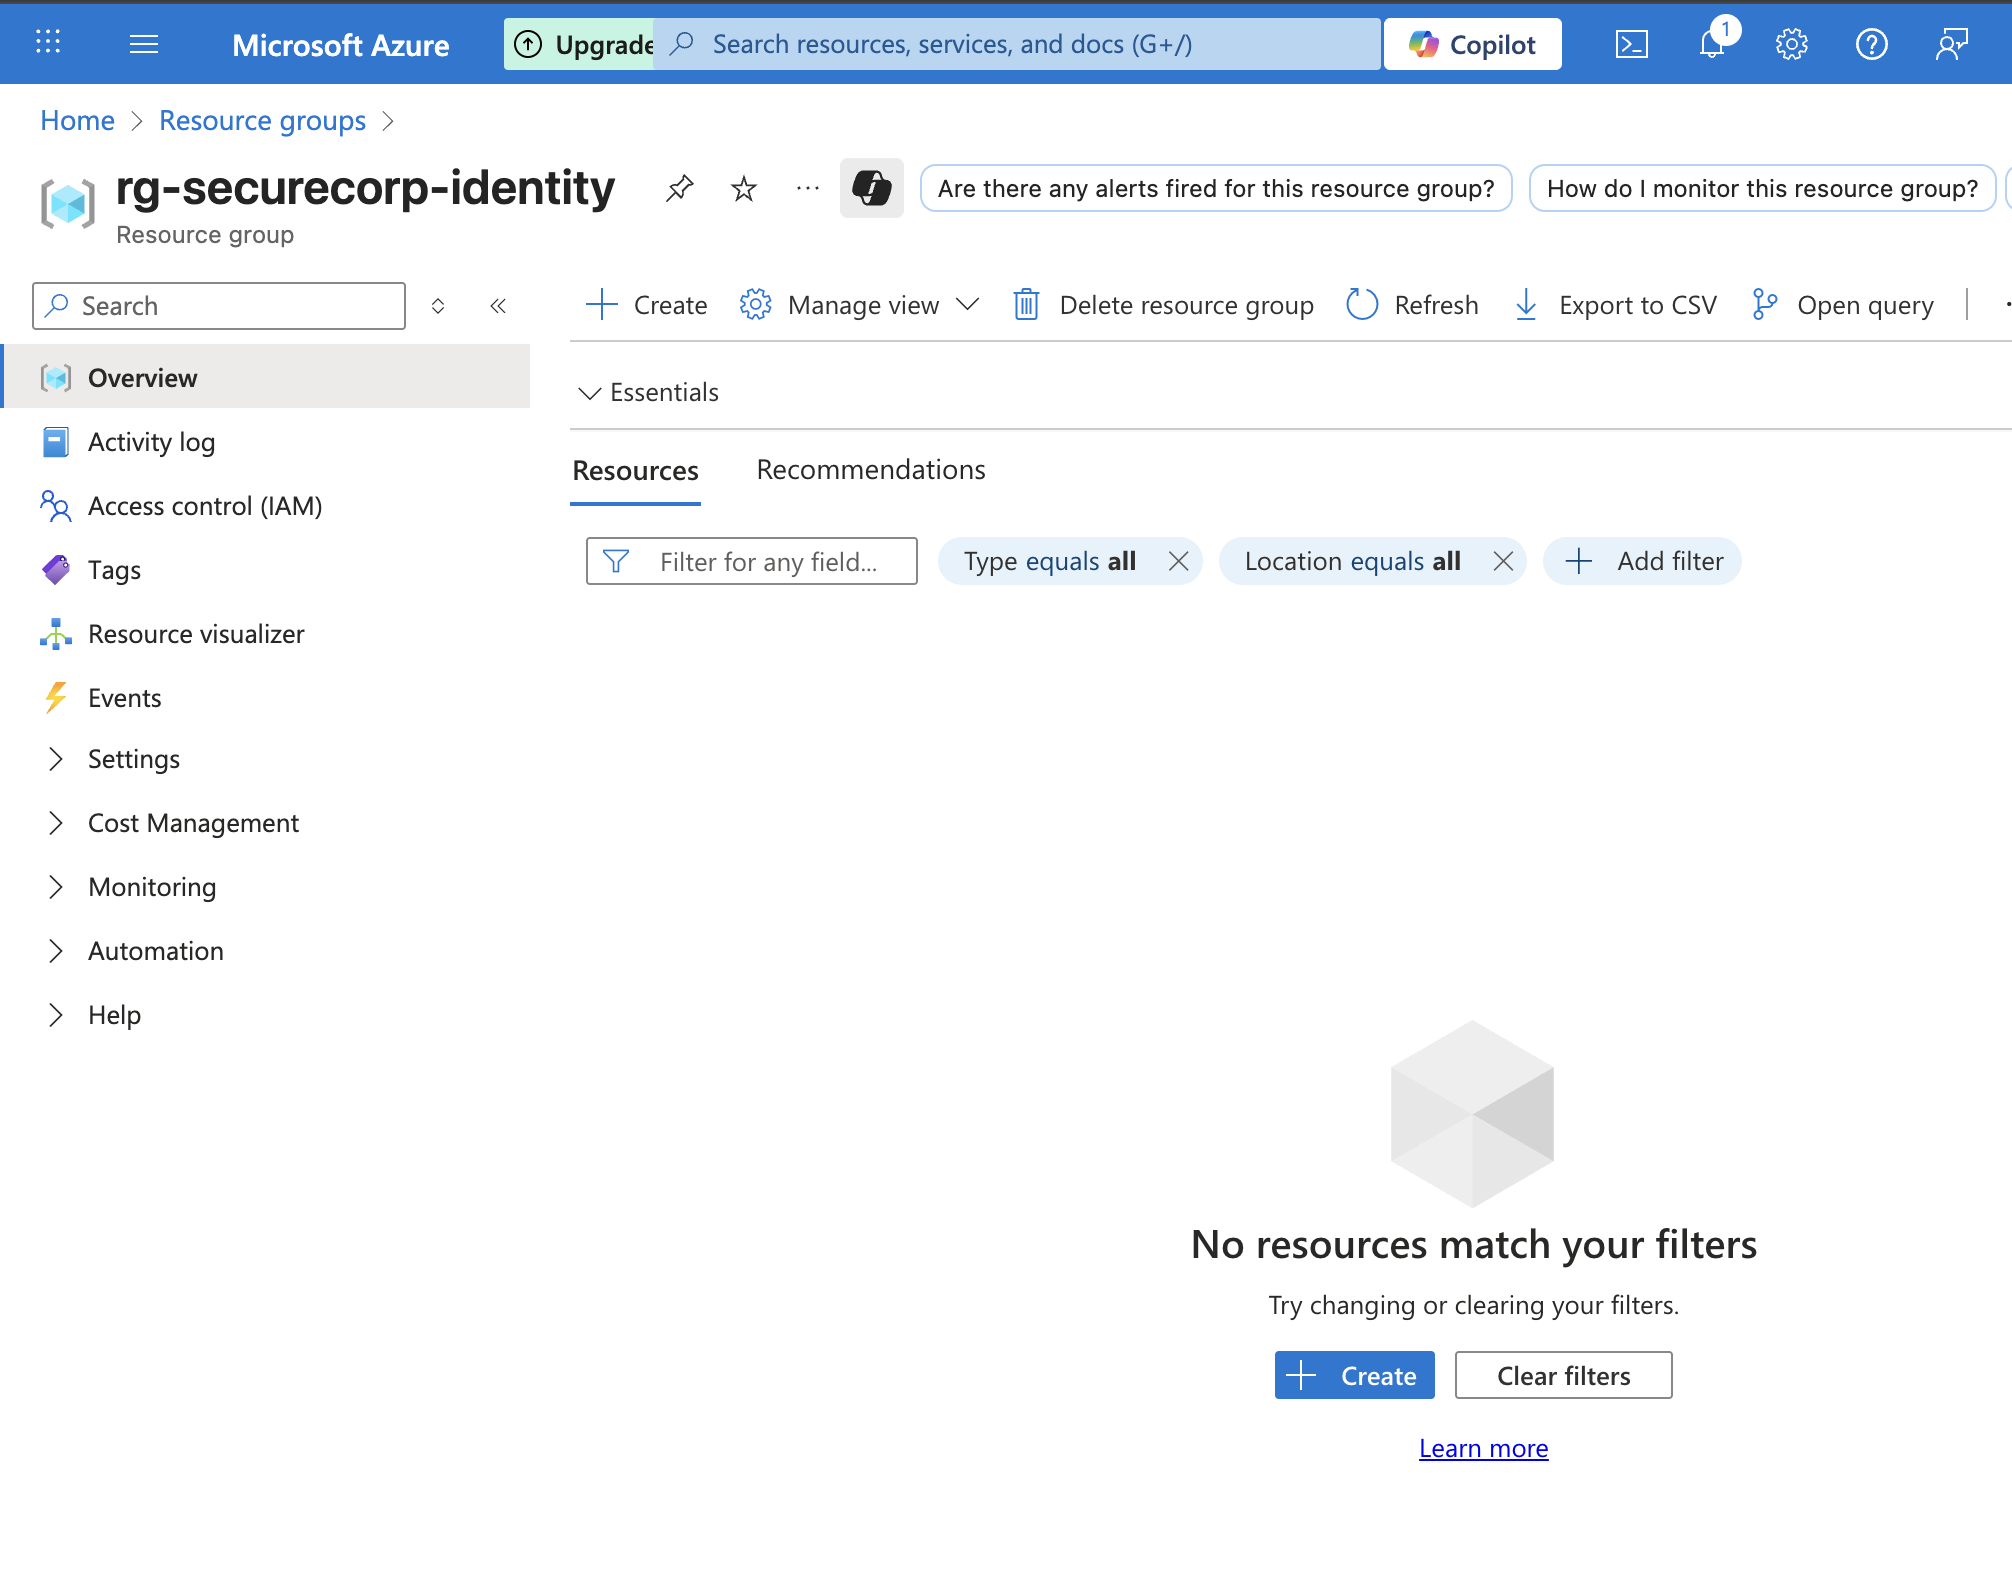 Microsoft Azure
Upgrade
Search resources, services, and docs (G+/)
Copilot
1
Home > Resource groups >
rg-securecorp-identity
Resource group
Are there any alerts fired for this resource group?
How do I monitor this resource group?
Search
Create
Manage view
Delete resource group
Refresh
Export to CSV
Open query
Overview
Activity log
Access control (IAM)
Tags
Resource visualizer
Events
Settings
Cost Management
Monitoring
Automation
Help
Essentials
Resources
Recommendations
Filter for any field...
Type equals all
Location equals all
Add filter
No resources match your filters
Try changing or clearing your filters.
Create
Clear filters
Learn more